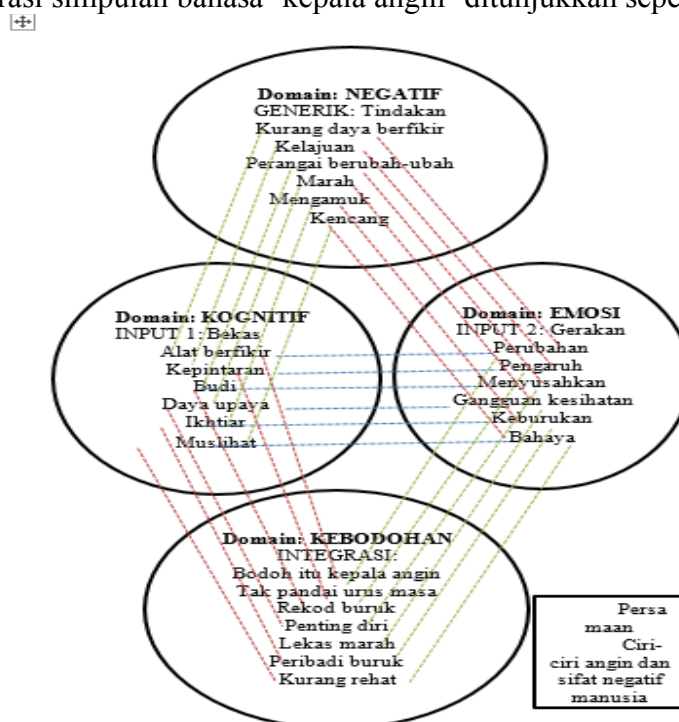 rasi simpulan bahasa "kepala angin" ditunjukkan sepe
Domain: NEGATIF
GENERIK: Tindakan
Kurang daya berfikir
Kelajuan
Perangai berubah-ubah
Marah
Mengamuk
Kencang
Domain: KOGNITIF
INPUT 1: Bekas
Alat berfikir
Kepintaran
Budi
Daya upaya
Ikhtiar
Muslihat
Domain: EMOSI
INPUT 2: Gerakan
Perubahan
Pengaruh
Menyusahkan
Gangguan kesihatan
Keburukan
Bahaya
Domain: KEBODOHAN
INTEGRASI:
Bodoh itu kepala angin
Tak pandai urus masa
Rekod buruk
Penting diri
Lekas marah
Peribadi buruk
Kurang rehat
Persa
maan
Ciri-
ciri angin dan
sifat negatif
manusia